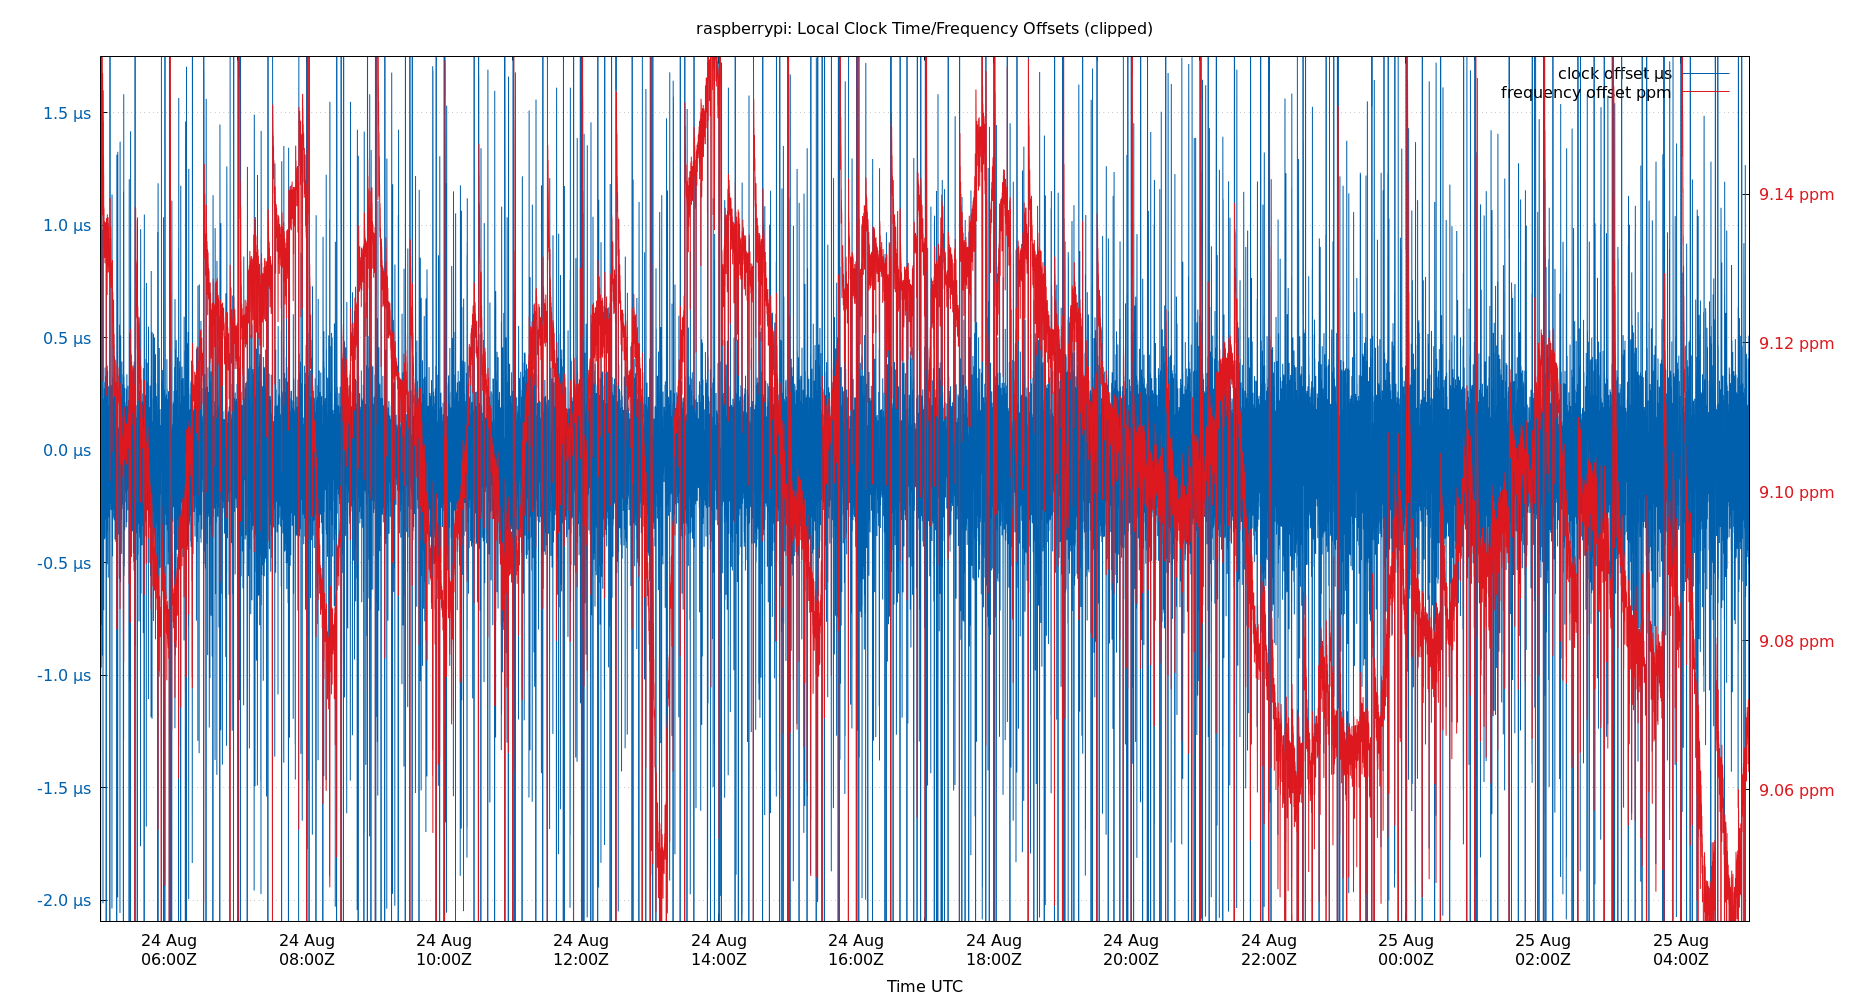 raspberrypi: Local Clock Time/Frequency Offsets (clipped)
clock offset µs
frequency offset ppm
1.5 µs
1.0 µs
0.5 µs
0.0 µs
-0.5 µs
-1.0 µs
-1.5 µs
-2.0 µs
9.14 ppm
9.12 ppm
9.10 ppm
9.08 ppm
9.06 ppm
24 Aug 24 Aug 24 Aug 24 Aug 24 Aug 24 Aug 24 Aug 24 Aug 24 Aug 25 Aug 25 Aug 25 Aug
06:00Z 08:00Z 10:00Z 12:00Z 14:00Z 16:00Z 18:00Z 20:00Z 22:00Z 00:00Z 02:00Z 04:00Z
Time UTC